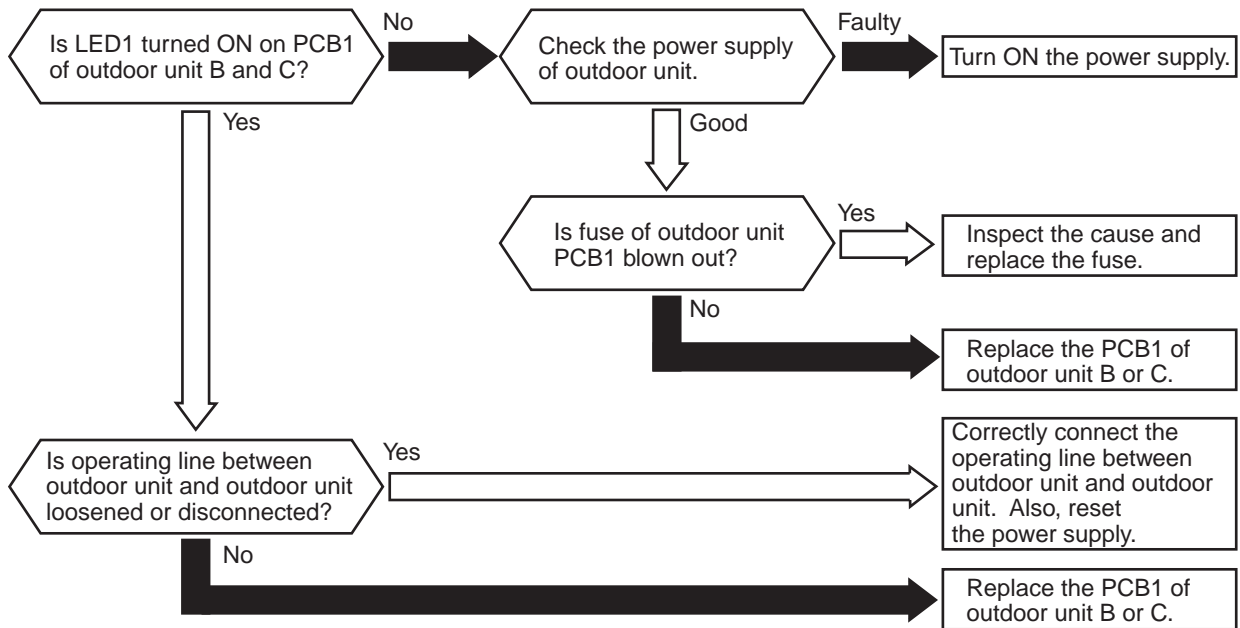 Is LED1 turned ON on PCB1
of outdoor unit B and C?
No
Check the power supply
of outdoor unit.
Faulty
Turn ON the power supply.
Yes
Good
Is fuse of outdoor unit
PCB1 blown out?
Yes
Inspect the cause and
replace the fuse.
No
Replace the PCB1 of
outdoor unit B or C.
Is operating line between
outdoor unit and outdoor unit
loosened or disconnected?
Yes
Correctly connect the
operating line between
outdoor unit and outdoor
unit.  Also, reset
the power supply.
No
Replace the PCB1 of
outdoor unit B or C.